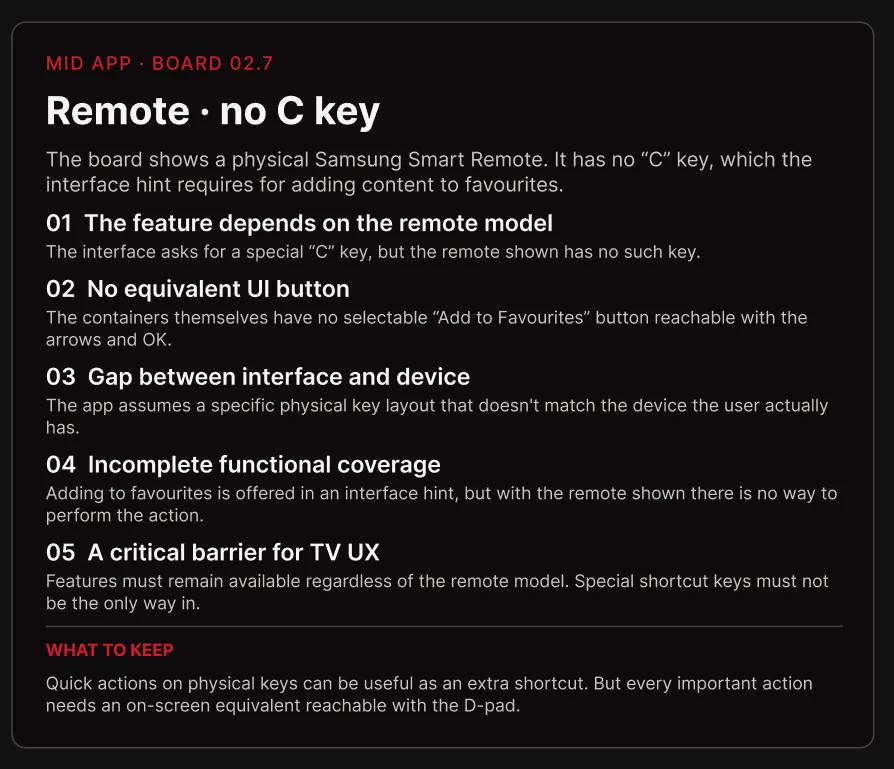 MID APP · BOARD 02.7
Remote · no C key
The board shows a physical Samsung Smart Remote. It has no “C” key, which the
interface hint requires for adding content to favourites.
01 The feature depends on the remote model
The interface asks for a special “C” key, but the remote shown has no such key.
02 No equivalent UI button
The containers themselves have no selectable “Add to Favourites” button reachable with the
arrows and OK.
03 Gap between interface and device
The app assumes a specific physical key layout that doesn't match the device the user actually
has.
04 Incomplete functional coverage
Adding to favourites is offered in an interface hint, but with the remote shown there is no way to
perform the action.
05 A critical barrier for TV UX
Features must remain available regardless of the remote model. Special shortcut keys must not
be the only way in.
WHAT TO KEEP
Quick actions on physical keys can be useful as an extra shortcut. But every important action
needs an on-screen equivalent reachable with the D-pad.